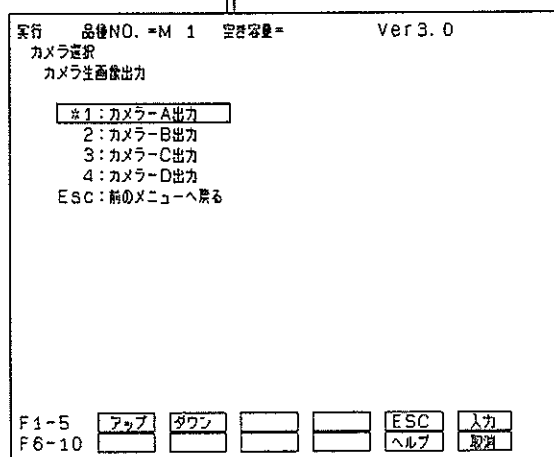 実行 品種NO. =M 1 空き容量= Ver3.0
カメラ選択
カメラ生画像出力
*1:カメラ-A出力
2:カメラ-B出力
3:カメラ-C出力
4:カメラ-D出力
Esc:前のメニューへ戻る
F1-5 アップ ダウン ESC 入力
F6-10 ヘルプ 取消